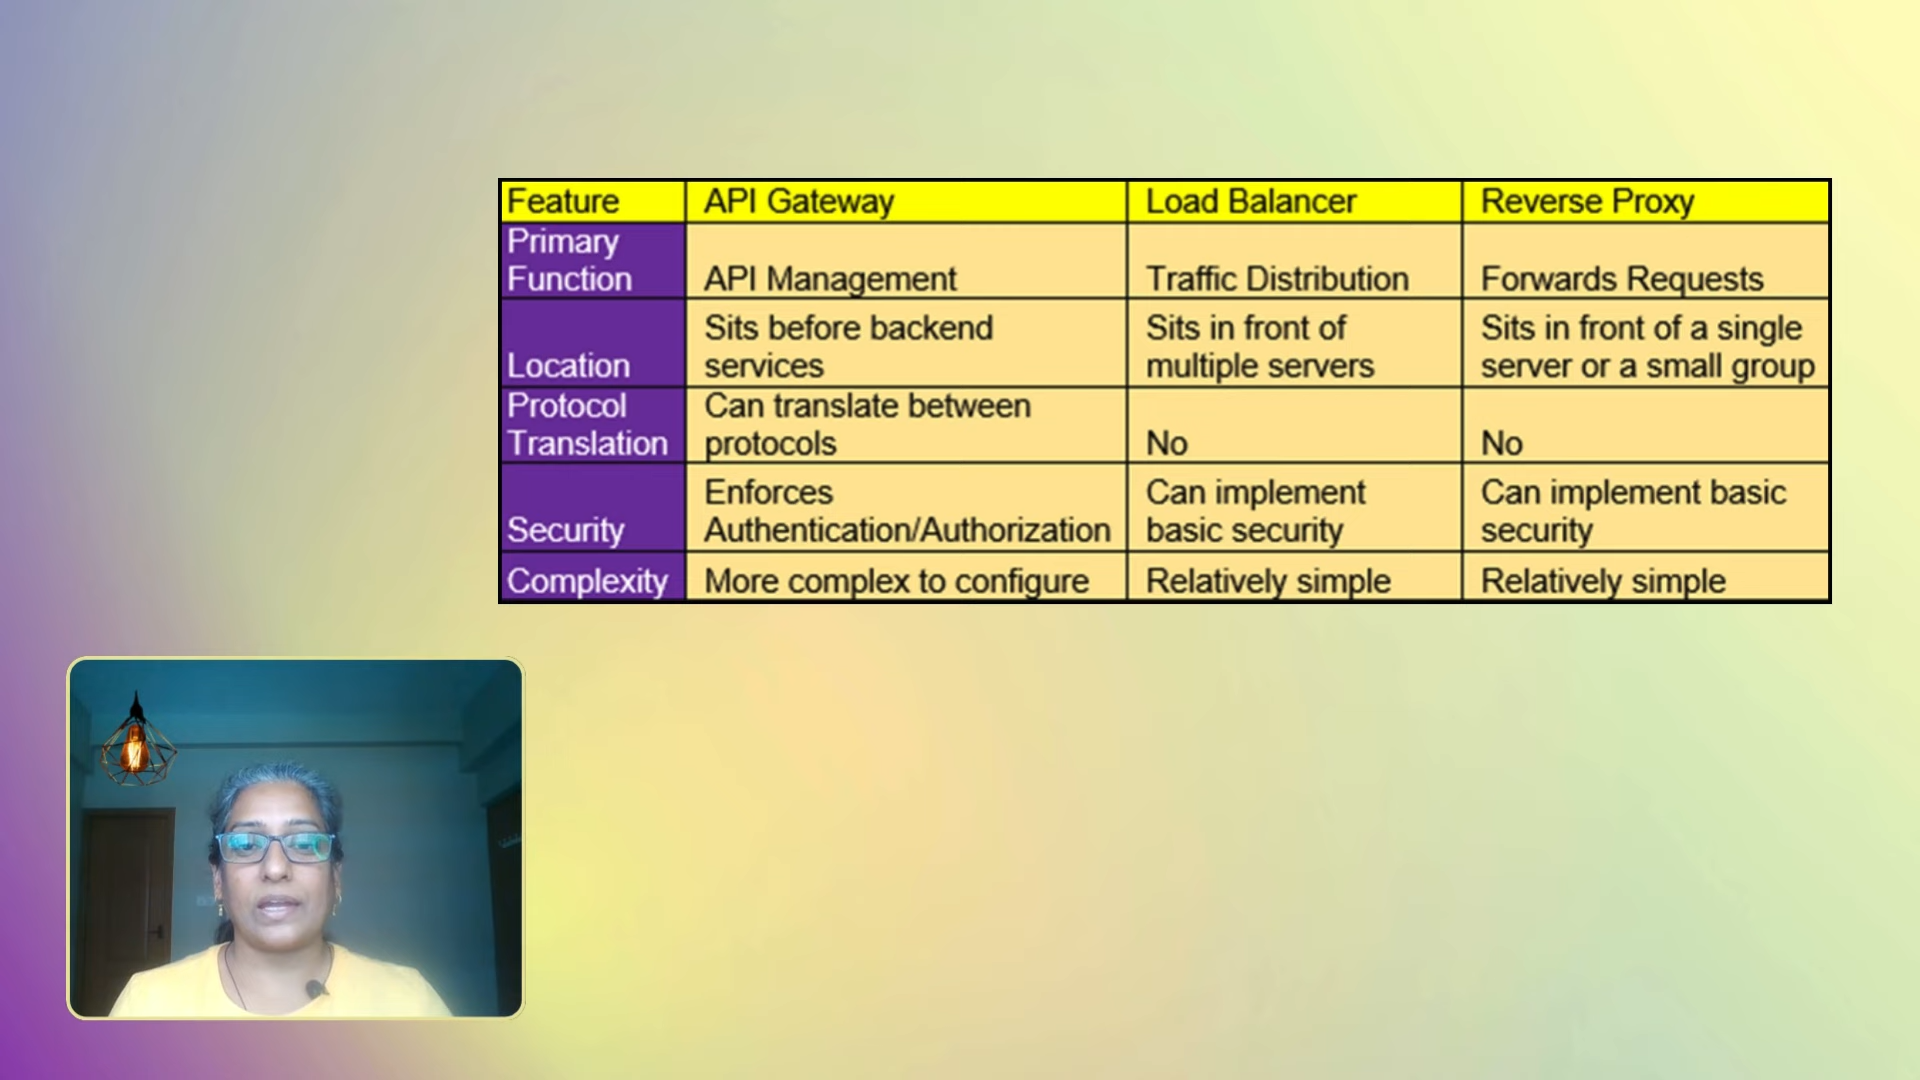 Feature API Gateway Load Balancer Reverse Proxy
Primary
Function API Management Traffic Distribution Forwards Requests
Sits before backend Sits in front of Sits in front of a single
Location services multiple servers server or a small group
Protocol Can translate between
Translation protocols No No
Enforces Can implement Can implement basic
Security Authentication/Authorization basic security security
Complexity More complex to configure Relatively simple Relatively simple